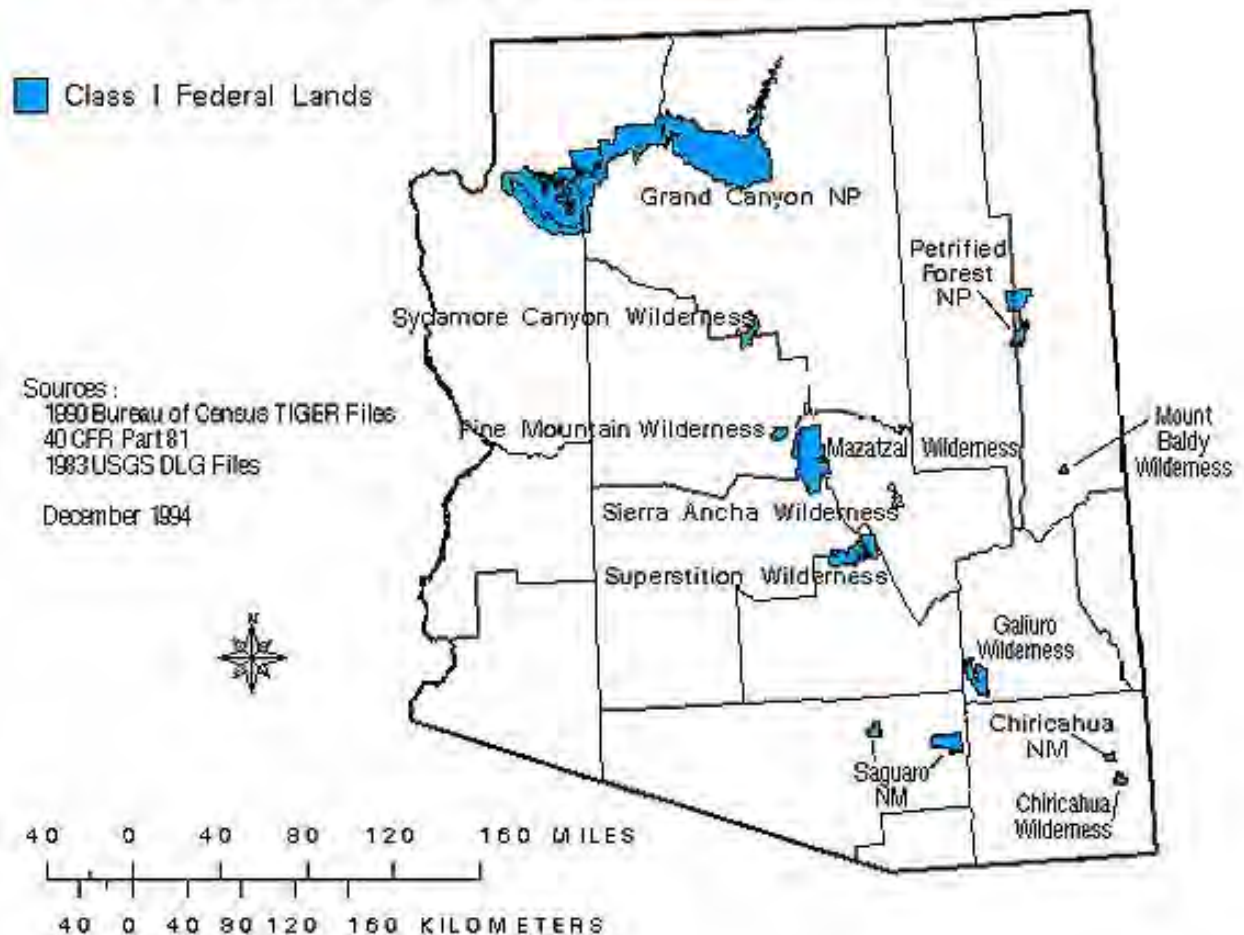 Class I Federal Lands
Grand Canyon NP
Petrified
Forest
NP
Sycamore Canyon Wilderness
Sources :
1990 Bureau of Census TIGER Files
40 CFR Part 81
1983 USGS DLG Files
December 1994
Pine Mountain Wilderness
Mazatzal Wilderness
Mount
Baldy
Wilderness
Sierra Ancha Wilderness
Superstition Wilderness
N
Galiuro
Wilderness
Chiricahua
NM
Saguaro
NM
Chiricahua
Wilderness
40 0 40 80 120 160 MILES
40 0 40 80 120 160 KILOMETERS